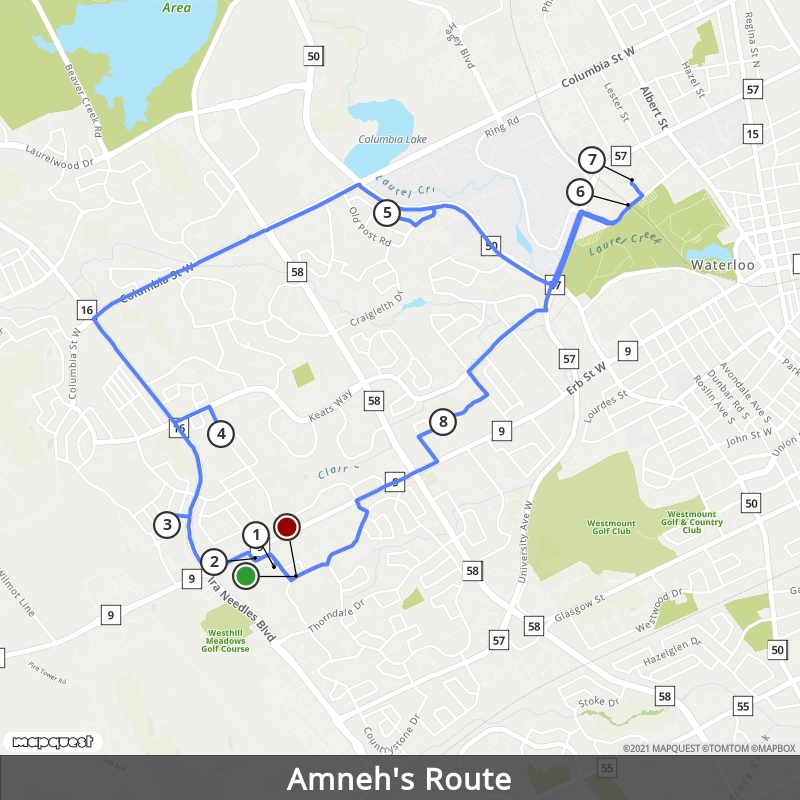 Area
Beaver Creek Rd
50
Hagey Blvd
Columbia St W
Regina St N
Hazel St
57
Lester St
Albert St
15
Columbia Lake
Ring Rd
Laurelwood Dr
7
57
Laurel Cr
6
5
Old Post Rd
50
Laurel Creek
Waterloo
58
Columbia St W
16
Craigleith Dr
Columbia St W
57
9
Erb St W
Avondale Ave S
Dunbar Rd S
Roslin Ave S
Keats Way
58
Lourdes St
8
9
4
John St W
Union
Clair C
9
50
University Ave W
Westmount
Golf Club
Westmount
Golf & Country
Club
3
1
2
Wilmot Line
9
Ira Needles Blvd
58
9
Thorndale Dr
Glasgow St
Westwood Dr
Westhill
Meadows
Golf Course
57
58
Hazelglen D
50
Fire Tower Rd
58
Stoke Dr
55
Countrystone Dr
mapquest
©2021 MAPQUEST ©TOMTOM ©MAPBOX
55
Amneh's Route